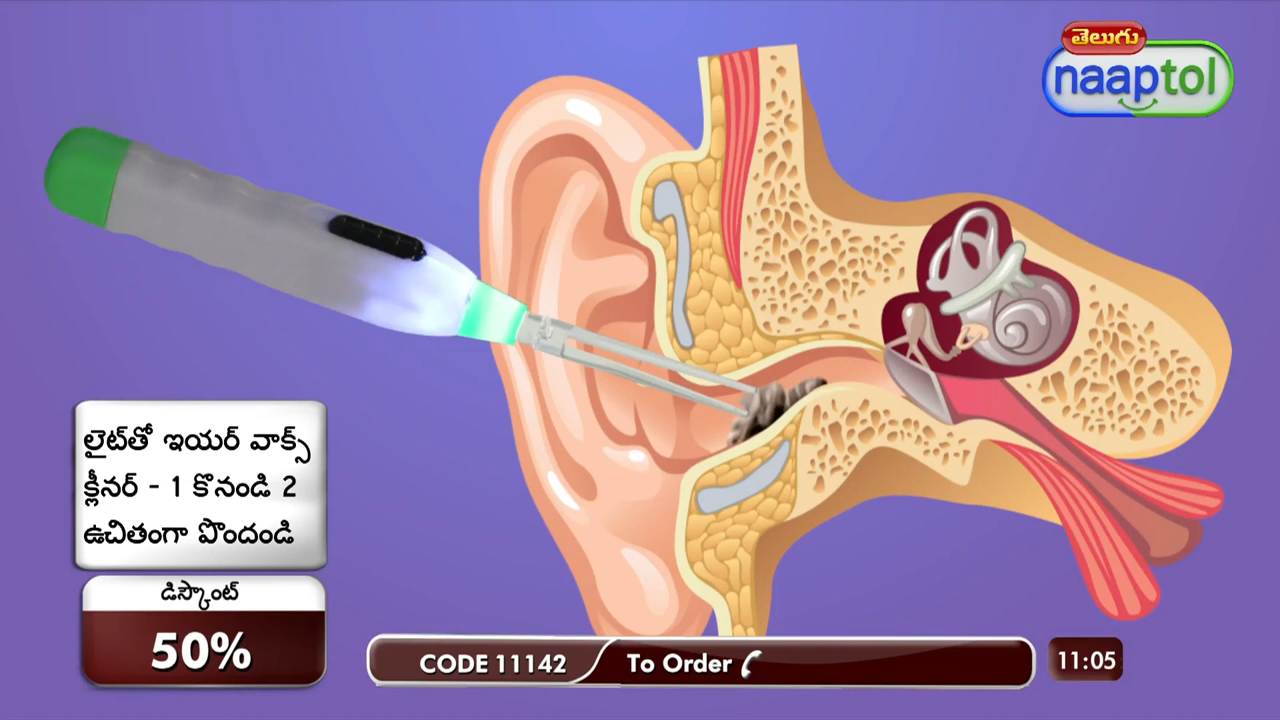 తెలుగు
naaptol
లైట్‌తో ఇయర్ వాక్స్
క్లీనర్ - 1 కొనండి 2
ఉచితంగా పొందండి
డిస్కౌంట్
50%
CODE 11142 To Order
11:05